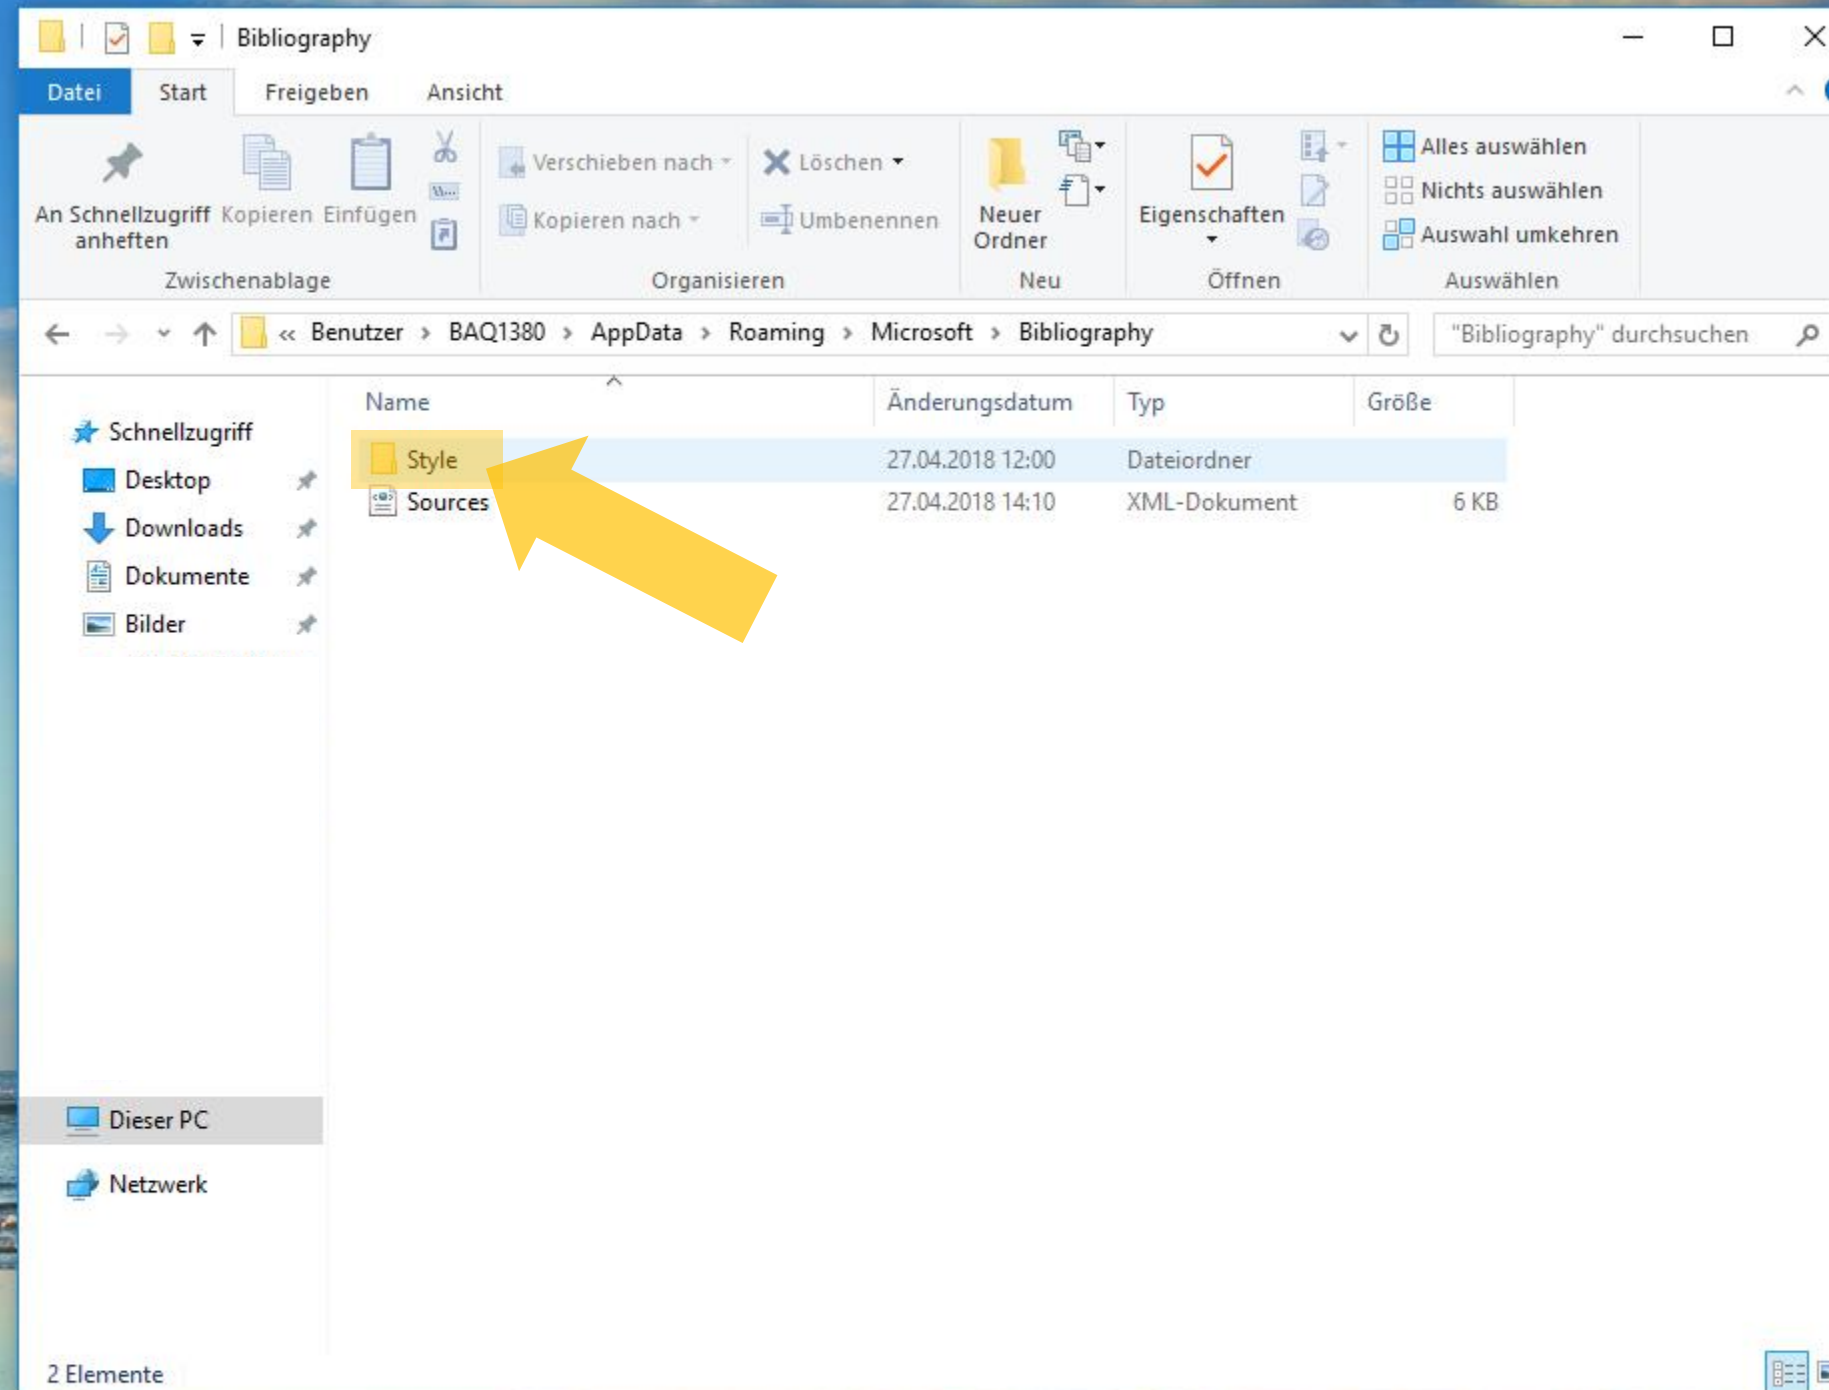 Bibliography
Datei Start Freigeben Ansicht
An Schnellzugriff anheften
Kopieren
Einfügen
Verschieben nach
Kopieren nach
Löschen
Umbenennen
Neuer
Ordner
Eigenschaften
Alles auswählen
Nichts auswählen
Auswahl umkehren
Zwischenablage Organisieren Neu Öffnen Auswählen
« Benutzer › BAQ1380 › AppData › Roaming › Microsoft › Bibliography
"Bibliography" durchsuchen
Name Änderungsdatum Typ Größe
Style 27.04.2018 12:00 Dateiordner
Sources 27.04.2018 14:10 XML-Dokument 6 KB
Schnellzugriff
Desktop
Downloads
Dokumente
Bilder
Dieser PC
Netzwerk
2 Elemente